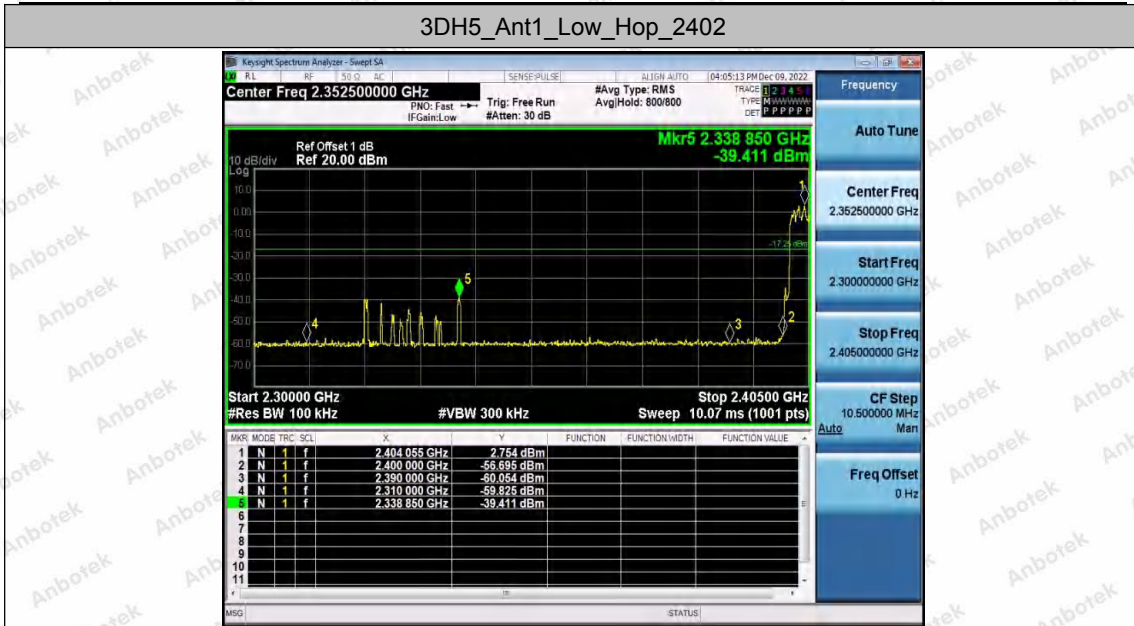 3DH5_Ant1_Low_Hop_2402
Keysight Spectrum Analyzer - Swept SA
RL RF 50 Ω AC SENSE:PULSE ALIGN AUTO 04:05:13 PM Dec 09, 2022
Center Freq 2.352500000 GHz
PNO: Fast
IFGain:Low
Trig: Free Run
#Atten: 30 dB
#Avg Type: RMS
Avg|Hold: 800/800
TRACE 1 2 3 4 5 6
TYPE M
DET P P P P P P
Frequency
Mkr5 2.338 850 GHz
-39.411 dBm
Ref Offset 1 dB
10 dB/div Ref 20.00 dBm
Log
10.0
0.00
-10.0
-20.0
-30.0
-40.0
-50.0
-60.0
-70.0
-17.25 dBm
1
5
4
3
2
Start 2.30000 GHz Stop 2.40500 GHz
#Res BW 100 kHz #VBW 300 kHz Sweep 10.07 ms (1001 pts)
MKR MODE TRC SCL X Y FUNCTION FUNCTION WIDTH FUNCTION VALUE
1 N 1 f 2.404 055 GHz 2.754 dBm
2 N 1 f 2.400 000 GHz -56.695 dBm
3 N 1 f 2.390 000 GHz -60.054 dBm
4 N 1 f 2.310 000 GHz -59.825 dBm
5 N 1 f 2.338 850 GHz -39.411 dBm
6
7
8
9
10
11
MSG STATUS
Auto Tune
Center Freq
2.352500000 GHz
Start Freq
2.300000000 GHz
Stop Freq
2.405000000 GHz
CF Step
10.500000 MHz
Auto Man
Freq Offset
0 Hz
Anbotek